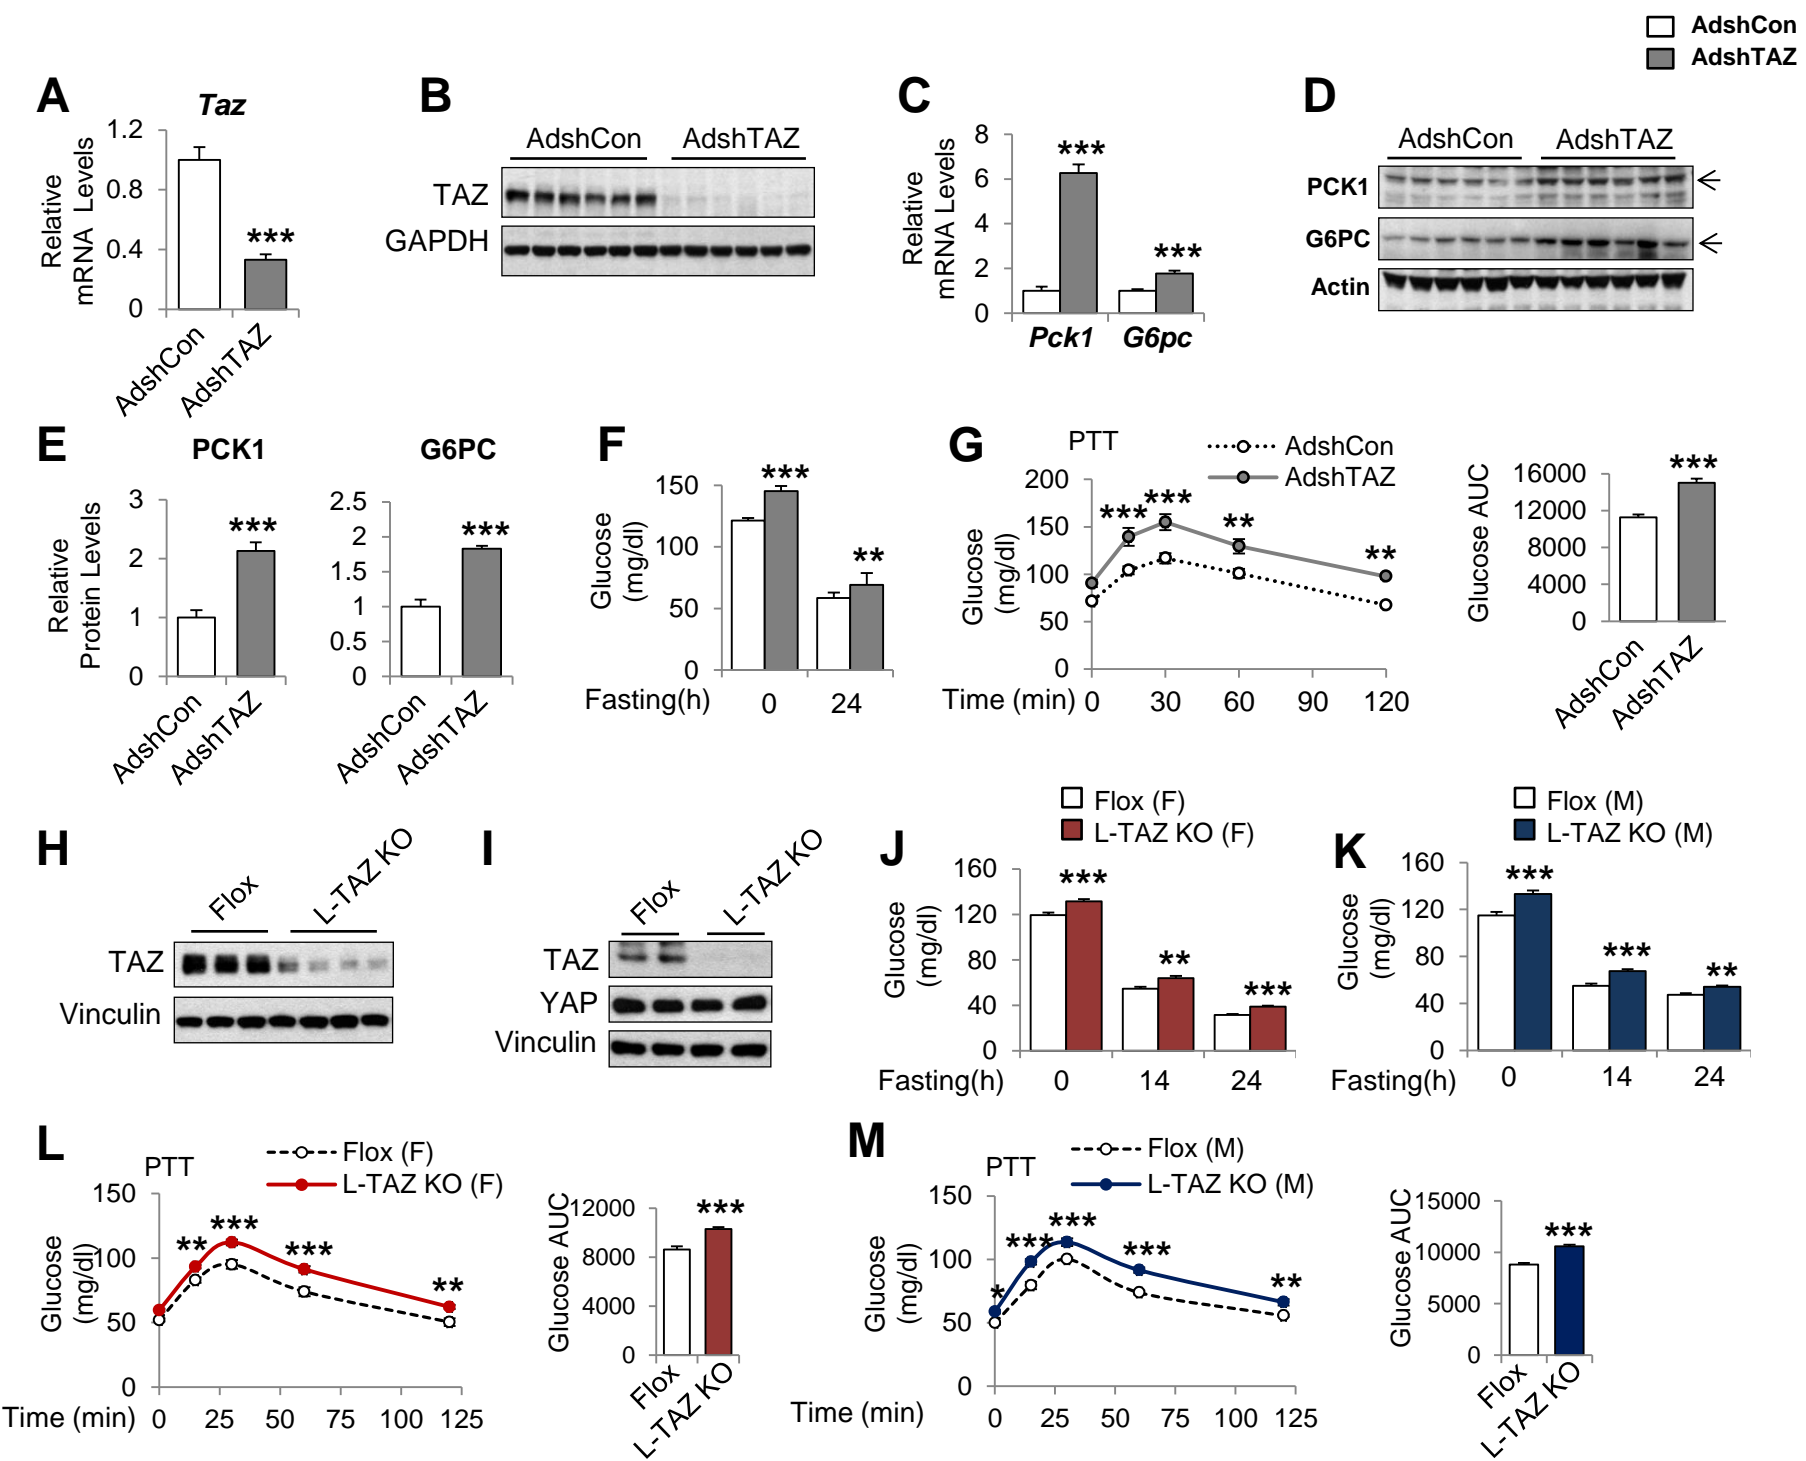 AdshCon
AdshTAZ
A
Taz
Relative
mRNA Levels
1.2
0.8
0.4
0
***
AdshCon
AdshTAZ
B
AdshCon
AdshTAZ
TAZ
GAPDH
C
Relative
mRNA Levels
8
6
4
2
0
***
***
Pck1
G6pc
D
AdshCon
AdshTAZ
PCK1
G6PC
Actin
E
PCK1
Relative
Protein Levels
3
2
1
0
***
AdshCon
AdshTAZ
G6PC
2.5
2
1.5
1
0.5
0
***
AdshCon
AdshTAZ
F
Glucose
(mg/dl)
150
100
50
0
***
**
Fasting(h)
0
24
G
PTT
AdshCon
AdshTAZ
Glucose
(mg/dl)
200
150
100
50
0
***
***
**
**
Time (min)
0
30
60
90
120
Glucose AUC
16000
12000
8000
4000
0
***
AdshCon
AdshTAZ
H
Flox
L-TAZ KO
TAZ
Vinculin
I
Flox
L-TAZ KO
TAZ
YAP
Vinculin
J
Flox (F)
L-TAZ KO (F)
Glucose
(mg/dl)
160
120
80
40
0
***
**
***
Fasting(h)
0
14
24
K
Flox (M)
L-TAZ KO (M)
Glucose
(mg/dl)
160
120
80
40
0
***
***
**
Fasting(h)
0
14
24
L
PTT
Flox (F)
L-TAZ KO (F)
Glucose
(mg/dl)
150
100
50
0
**
***
***
**
Time (min)
0
25
50
75
100
125
Glucose AUC
12000
8000
4000
0
***
Flox
L-TAZ KO
M
PTT
Flox (M)
L-TAZ KO (M)
Glucose
(mg/dl)
150
100
50
0
*
***
***
***
**
Time (min)
0
25
50
75
100
125
Glucose AUC
15000
10000
5000
0
***
Flox
L-TAZ KO